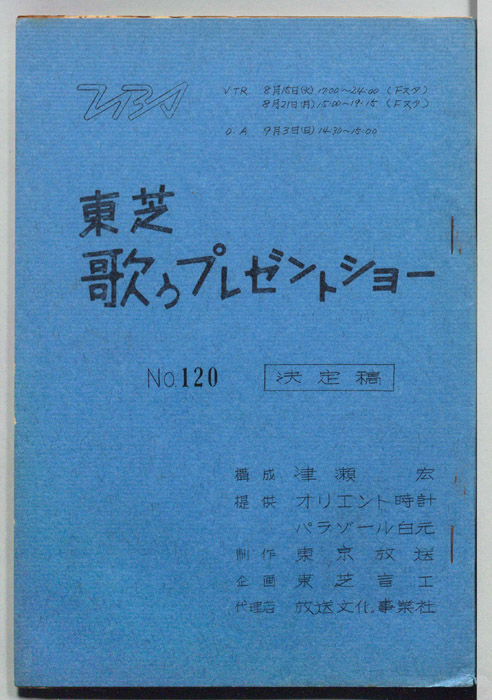 TBS
VTR 8月15日(火) 17:00〜24:00 (Fスタ)
8月21日(月) 15:00〜19:15 (Fスタ)
O.A. 9月3日(日) 14:30〜15:00
東芝
歌うプレゼントショー
No.120 決定稿
構成 津瀬 宏
提供 オリエント時計
パラゾール白元
制作 東京放送
企画 東芝音工
代理店 放送文化事業社